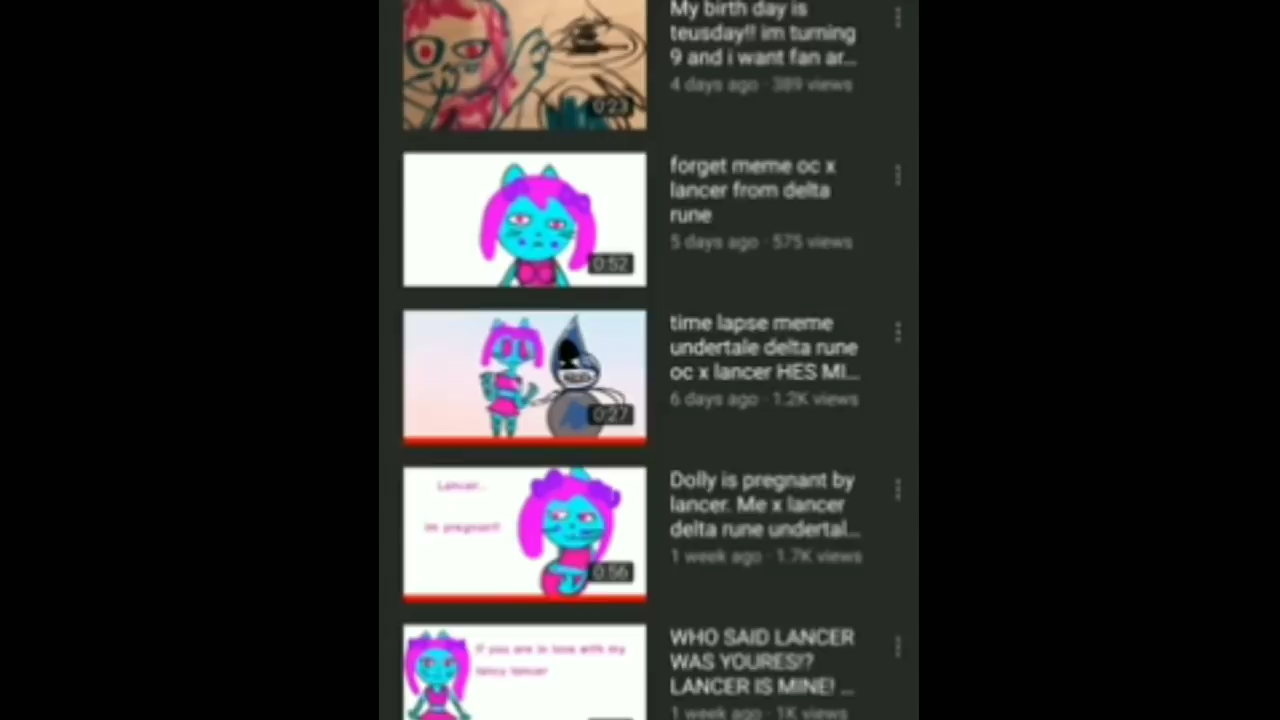 My birth day is
teusday!! im turning
9 and i want fan ar...
4 days ago · 389 views
0:23
forget meme oc x
lancer from delta
rune
5 days ago · 575 views
0:52
time lapse meme
undertale delta rune
oc x lancer HES MI...
6 days ago · 1.2K views
0:27
Lancer..
im pregnant!!
0:56
Dolly is pregnant by
lancer. Me x lancer
delta rune undertal...
1 week ago · 1.7K views
if you are in love with my
fancy lancer
WHO SAID LANCER
WAS YOURES!?
LANCER IS MINE! ...
1 week ago · 1K views